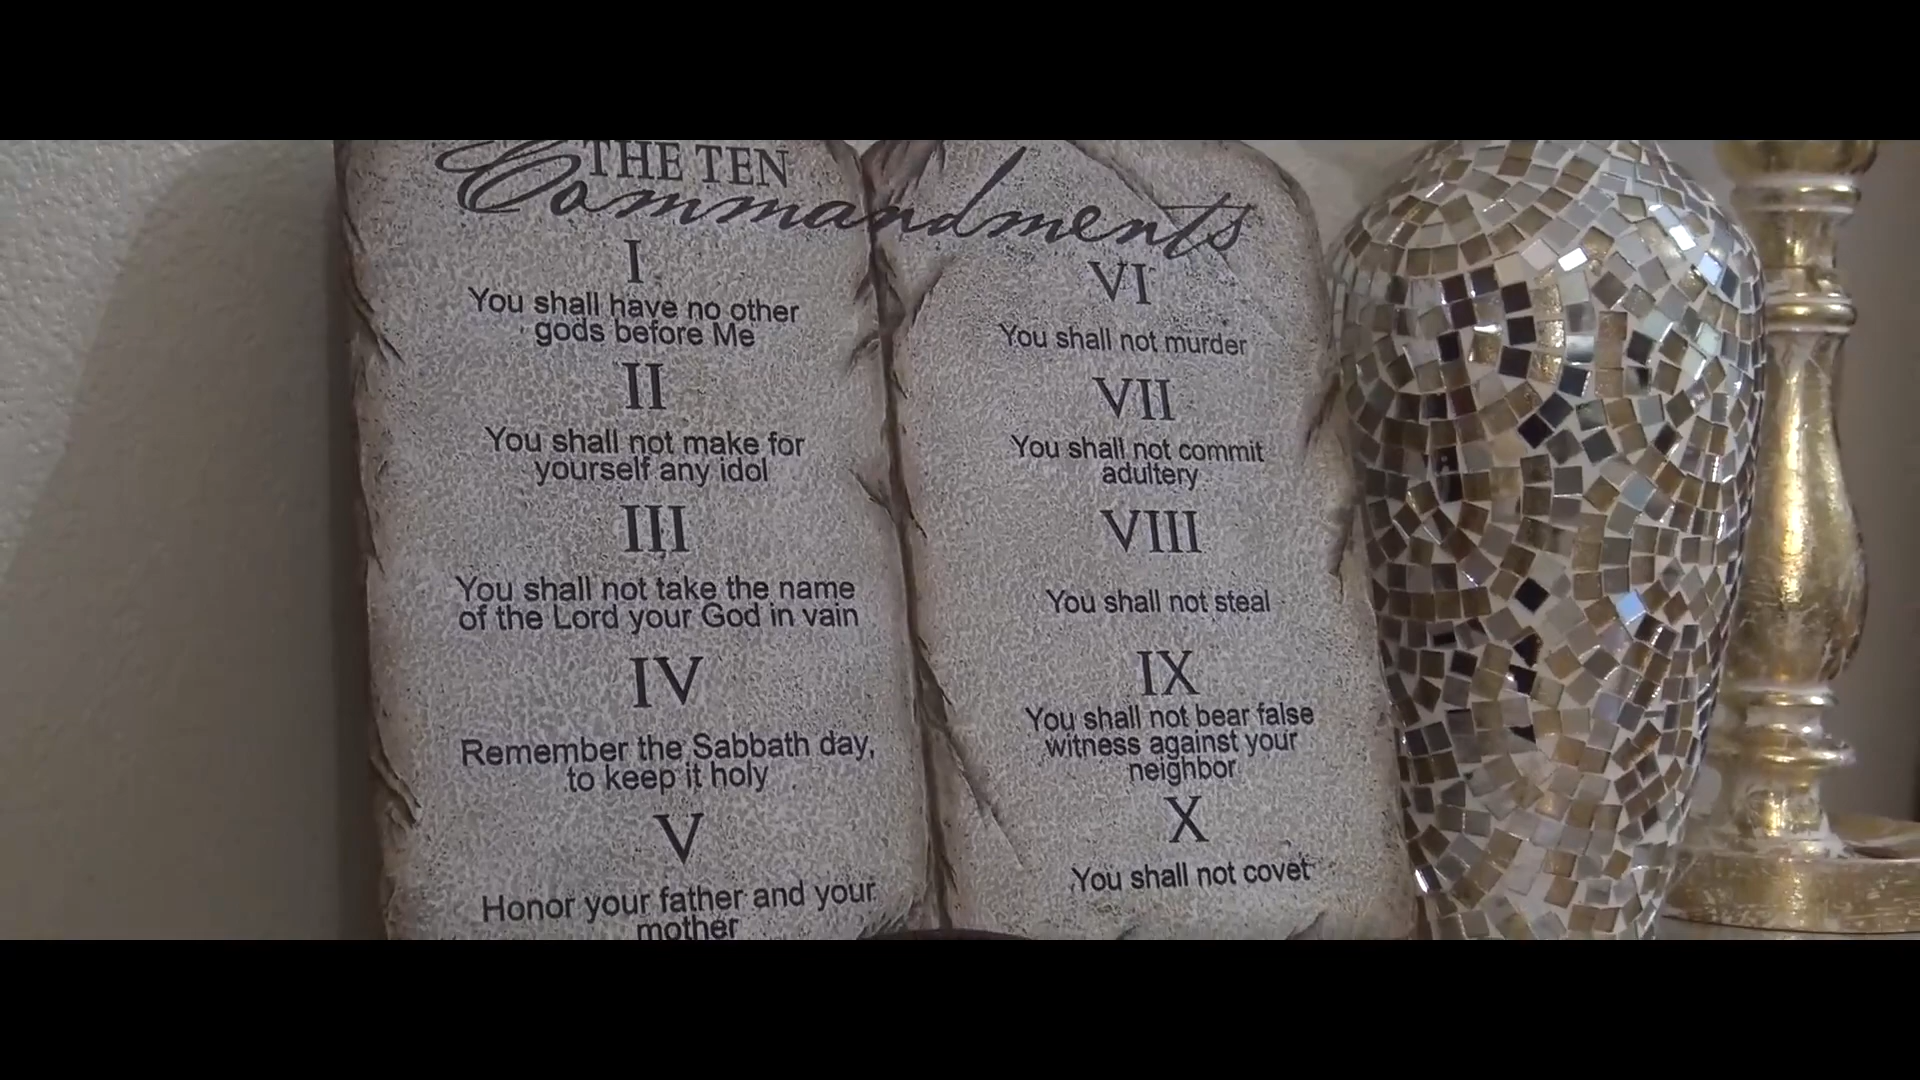 THE TEN
Commandments
I
You shall have no other
gods before Me
II
You shall not make for
yourself any idol
III
You shall not take the name
of the Lord your God in vain
IV
Remember the Sabbath day,
to keep it holy
V
Honor your father and your
mother
VI
You shall not murder
VII
You shall not commit
adultery
VIII
You shall not steal
IX
You shall not bear false
witness against your
neighbor
X
You shall not covet